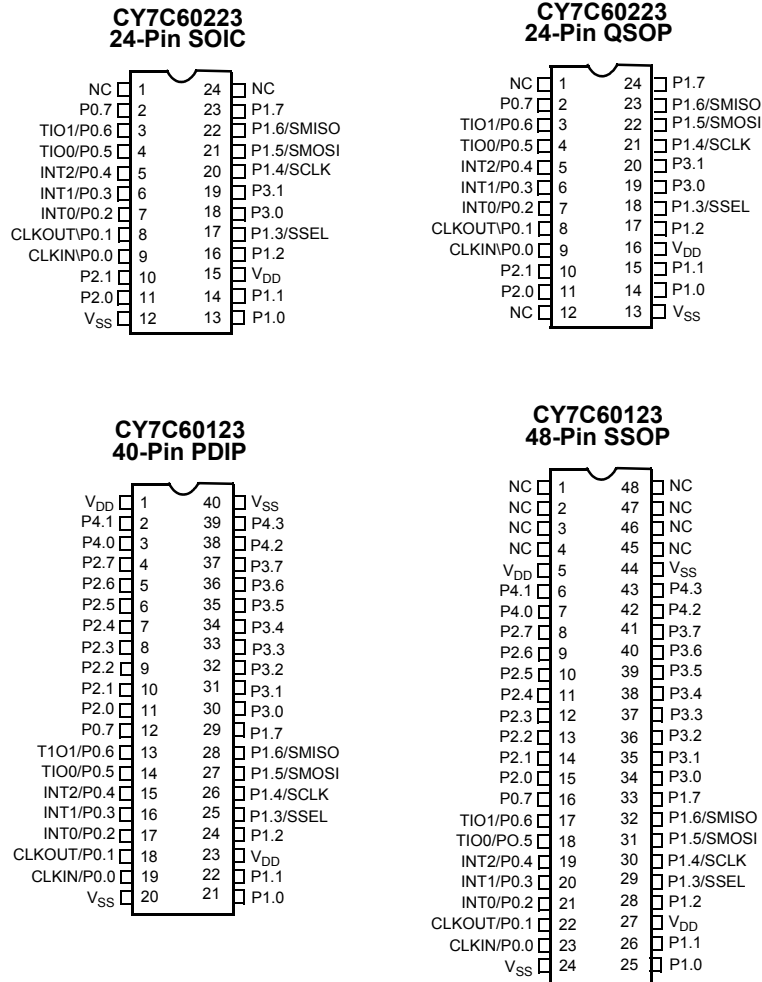 CY7C60223
24-Pin SOIC
NC 1 24 NC
P0.7 2 23 P1.7
TIO1/P0.6 3 22 P1.6/SMISO
TIO0/P0.5 4 21 P1.5/SMOSI
INT2/P0.4 5 20 P1.4/SCLK
INT1/P0.3 6 19 P3.1
INT0/P0.2 7 18 P3.0
CLKOUT\P0.1 8 17 P1.3/SSEL
CLKIN\P0.0 9 16 P1.2
P2.1 10 15 VDD
P2.0 11 14 P1.1
VSS 12 13 P1.0
CY7C60223
24-Pin QSOP
NC 1 24 P1.7
P0.7 2 23 P1.6/SMISO
TIO1/P0.6 3 22 P1.5/SMOSI
TIO0/P0.5 4 21 P1.4/SCLK
INT2/P0.4 5 20 P3.1
INT1/P0.3 6 19 P3.0
INT0/P0.2 7 18 P1.3/SSEL
CLKOUT\P0.1 8 17 P1.2
CLKIN\P0.0 9 16 VDD
P2.1 10 15 P1.1
P2.0 11 14 P1.0
NC 12 13 VSS
CY7C60123
40-Pin PDIP
VDD 1 40 VSS
P4.1 2 39 P4.3
P4.0 3 38 P4.2
P2.7 4 37 P3.7
P2.6 5 36 P3.6
P2.5 6 35 P3.5
P2.4 7 34 P3.4
P2.3 8 33 P3.3
P2.2 9 32 P3.2
P2.1 10 31 P3.1
P2.0 11 30 P3.0
P0.7 12 29 P1.7
T1O1/P0.6 13 28 P1.6/SMISO
TIO0/P0.5 14 27 P1.5/SMOSI
INT2/P0.4 15 26 P1.4/SCLK
INT1/P0.3 16 25 P1.3/SSEL
INT0/P0.2 17 24 P1.2
CLKOUT/P0.1 18 23 VDD
CLKIN/P0.0 19 22 P1.1
VSS 20 21 P1.0
CY7C60123
48-Pin SSOP
NC 1 48 NC
NC 2 47 NC
NC 3 46 NC
NC 4 45 NC
VDD 5 44 VSS
P4.1 6 43 P4.3
P4.0 7 42 P4.2
P2.7 8 41 P3.7
P2.6 9 40 P3.6
P2.5 10 39 P3.5
P2.4 11 38 P3.4
P2.3 12 37 P3.3
P2.2 13 36 P3.2
P2.1 14 35 P3.1
P2.0 15 34 P3.0
P0.7 16 33 P1.7
TIO1/P0.6 17 32 P1.6/SMISO
TIO0/PO.5 18 31 P1.5/SMOSI
INT2/P0.4 19 30 P1.4/SCLK
INT1/P0.3 20 29 P1.3/SSEL
INT0/P0.2 21 28 P1.2
CLKOUT/P0.1 22 27 VDD
CLKIN/P0.0 23 26 P1.1
VSS 24 25 P1.0